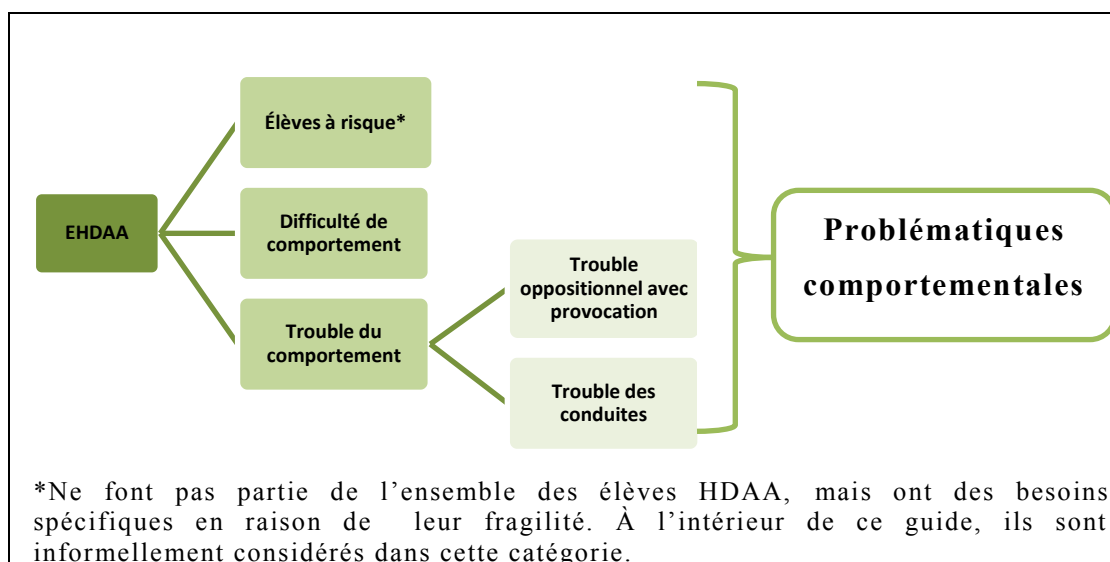 Élèves à risque*
EHDAA
Difficulté de
comportement
Trouble du
comportement
Trouble
oppositionnel avec
provocation
Trouble des
conduites
Problématiques
comportementales
*Ne font pas partie de l’ensemble des élèves HDAA, mais ont des besoins
spécifiques en raison de leur fragilité. À l’intérieur de ce guide, ils sont
informellement considérés dans cette catégorie.